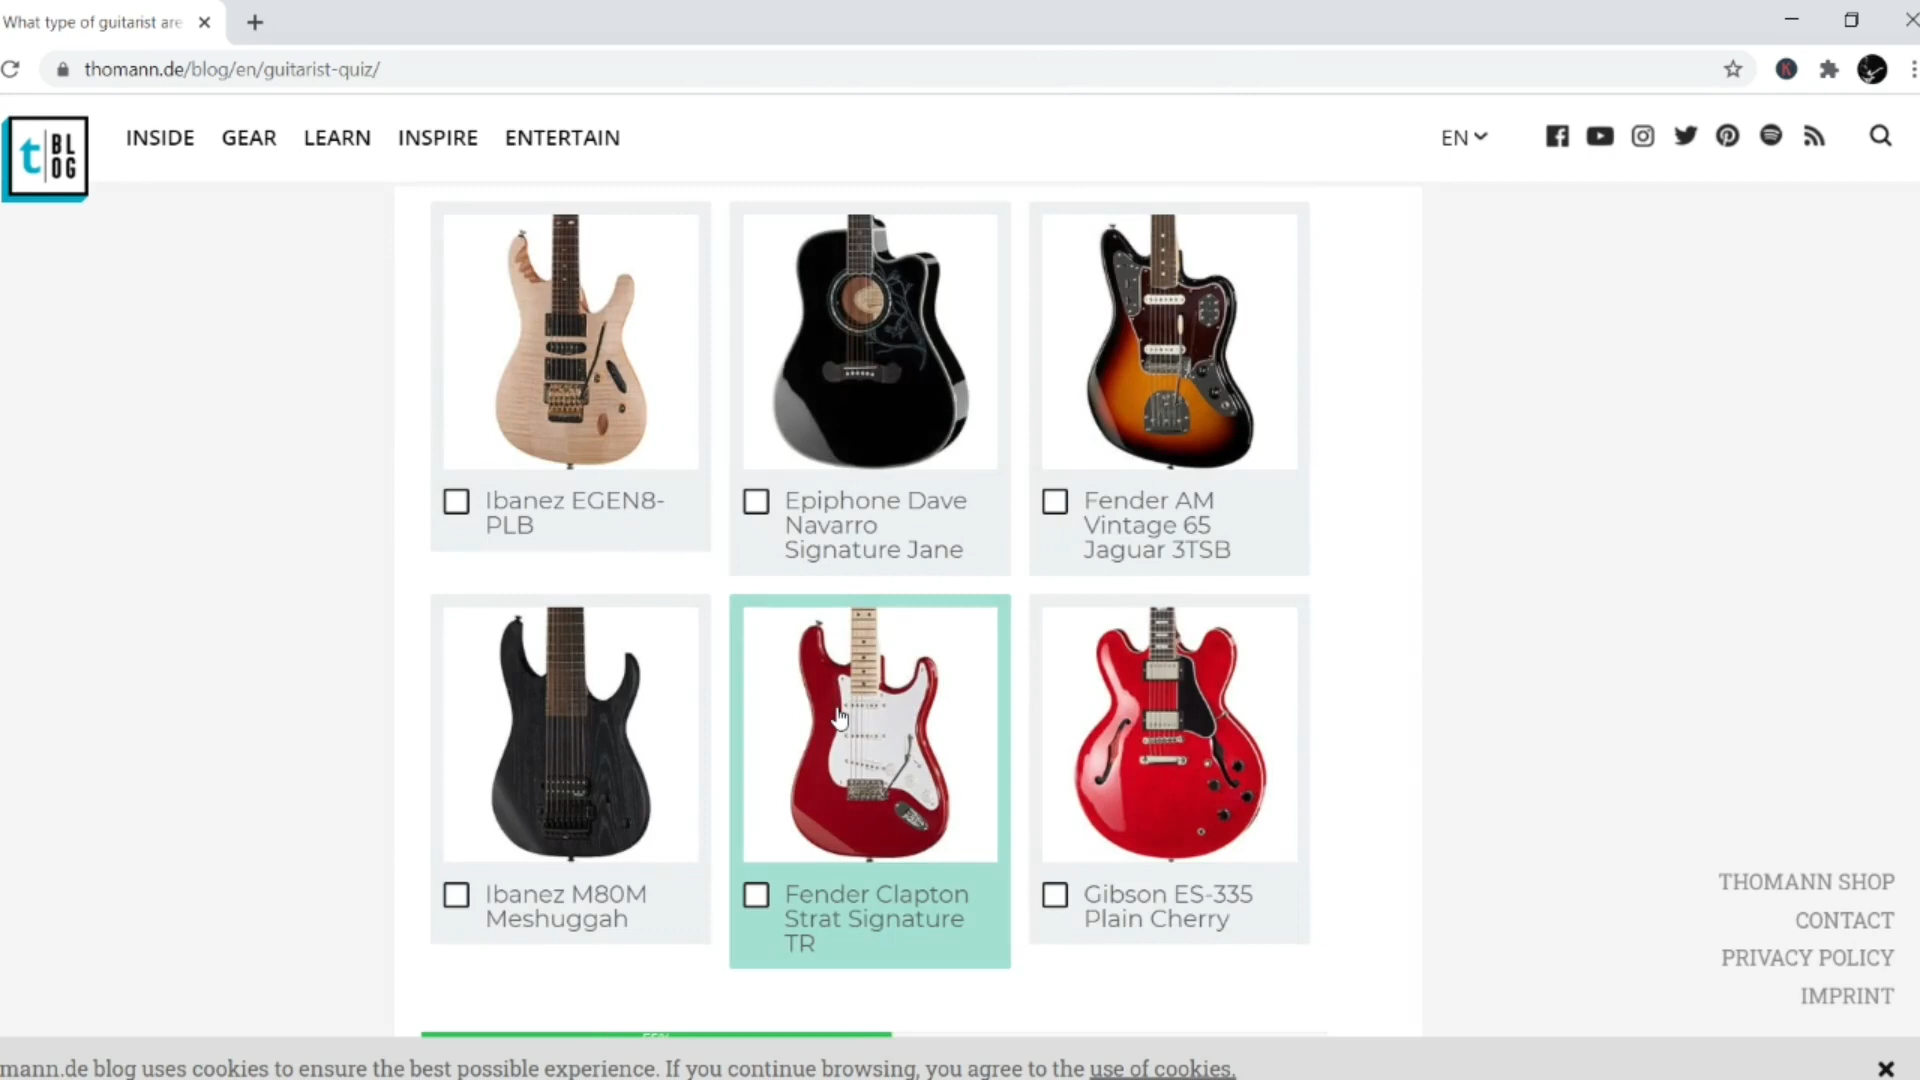 What type of guitarist are
thomann.de/blog/en/guitarist-quiz/
K
t BL
OG
INSIDE GEAR LEARN INSPIRE ENTERTAIN
EN
Ibanez EGEN8-
PLB
Epiphone Dave
Navarro
Signature Jane
Fender AM
Vintage 65
Jaguar 3TSB
Ibanez M80M
Meshuggah
Fender Clapton
Strat Signature
TR
Gibson ES-335
Plain Cherry
THOMANN SHOP
CONTACT
PRIVACY POLICY
IMPRINT
mann.de blog uses cookies to ensure the best possible experience. If you continue browsing, you agree to the use of cookies.